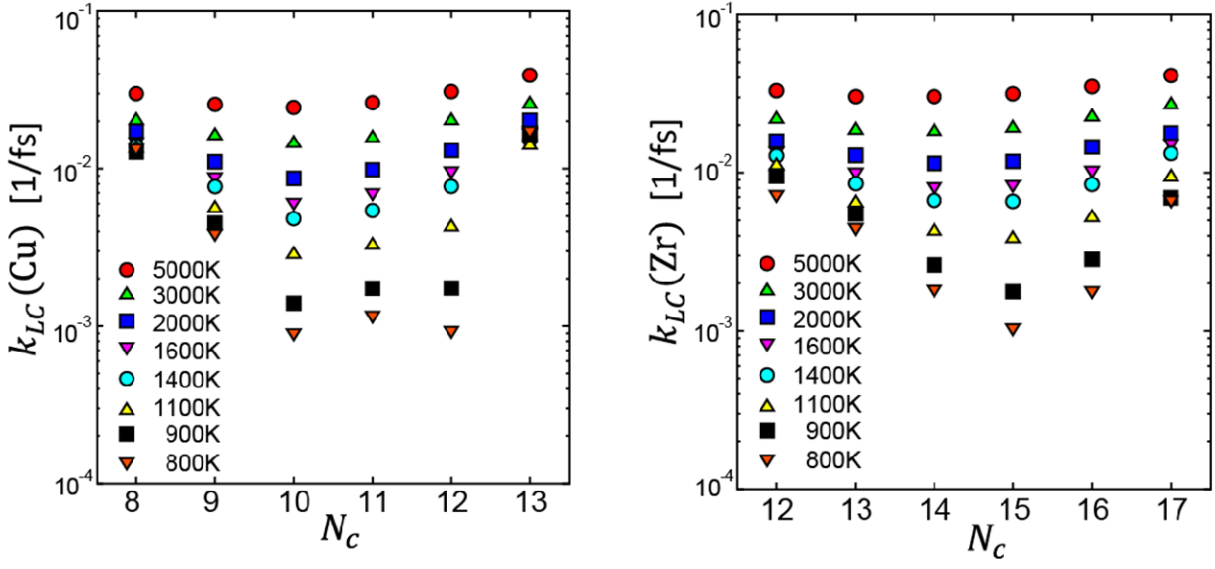 10⁻¹
10⁻²
10⁻³
10⁻⁴
k_LC(Cu) [1/fs]
5000K
3000K
2000K
1600K
1400K
1100K
900K
800K
8 9 10 11 12 13
N_c
10⁻¹
10⁻²
10⁻³
10⁻⁴
k_LC(Zr) [1/fs]
5000K
3000K
2000K
1600K
1400K
1100K
900K
800K
12 13 14 15 16 17
N_c